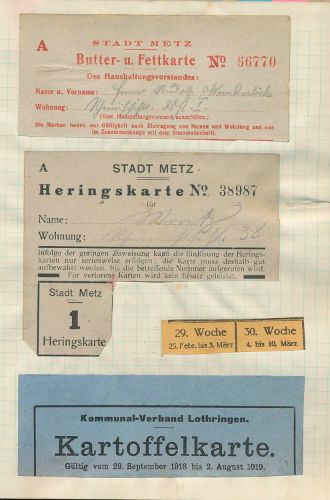 A STADT METZ
Butter- u. Fettkarte No 66770
Des Haushaltungsvorstandes:
Name u. Vorname: Herr Rudolf
Wohnung:
(Vom Haushaltungsvorstand auszufüllen.)
Die Marken haben nur Gültigkeit nach Eintragung von Namen und Wohnung und nur
im Zusammenhange mit dem Stammabschnitt.
A STADT METZ
Heringskarte No. 38987
für
Name:
Wohnung:
Infolge der geringen Zuweisung kann die Einlösung der Herings-
karten nur serienweise erfolgen; die Karte muss deshalb gut
aufbewahrt werden, bis die betreffende Nummer aufgerufen wird.
Für verlorene Karten wird kein Ersatz geleistet.
Stadt Metz
1
Heringskarte
29. Woche
25. Febr. bis 3. März
30. Woche
4. bis 10. März
Kommunal-Verband Lothringen.
Kartoffelkarte.
Gültig vom 29. September 1918 bis 2. August 1919.